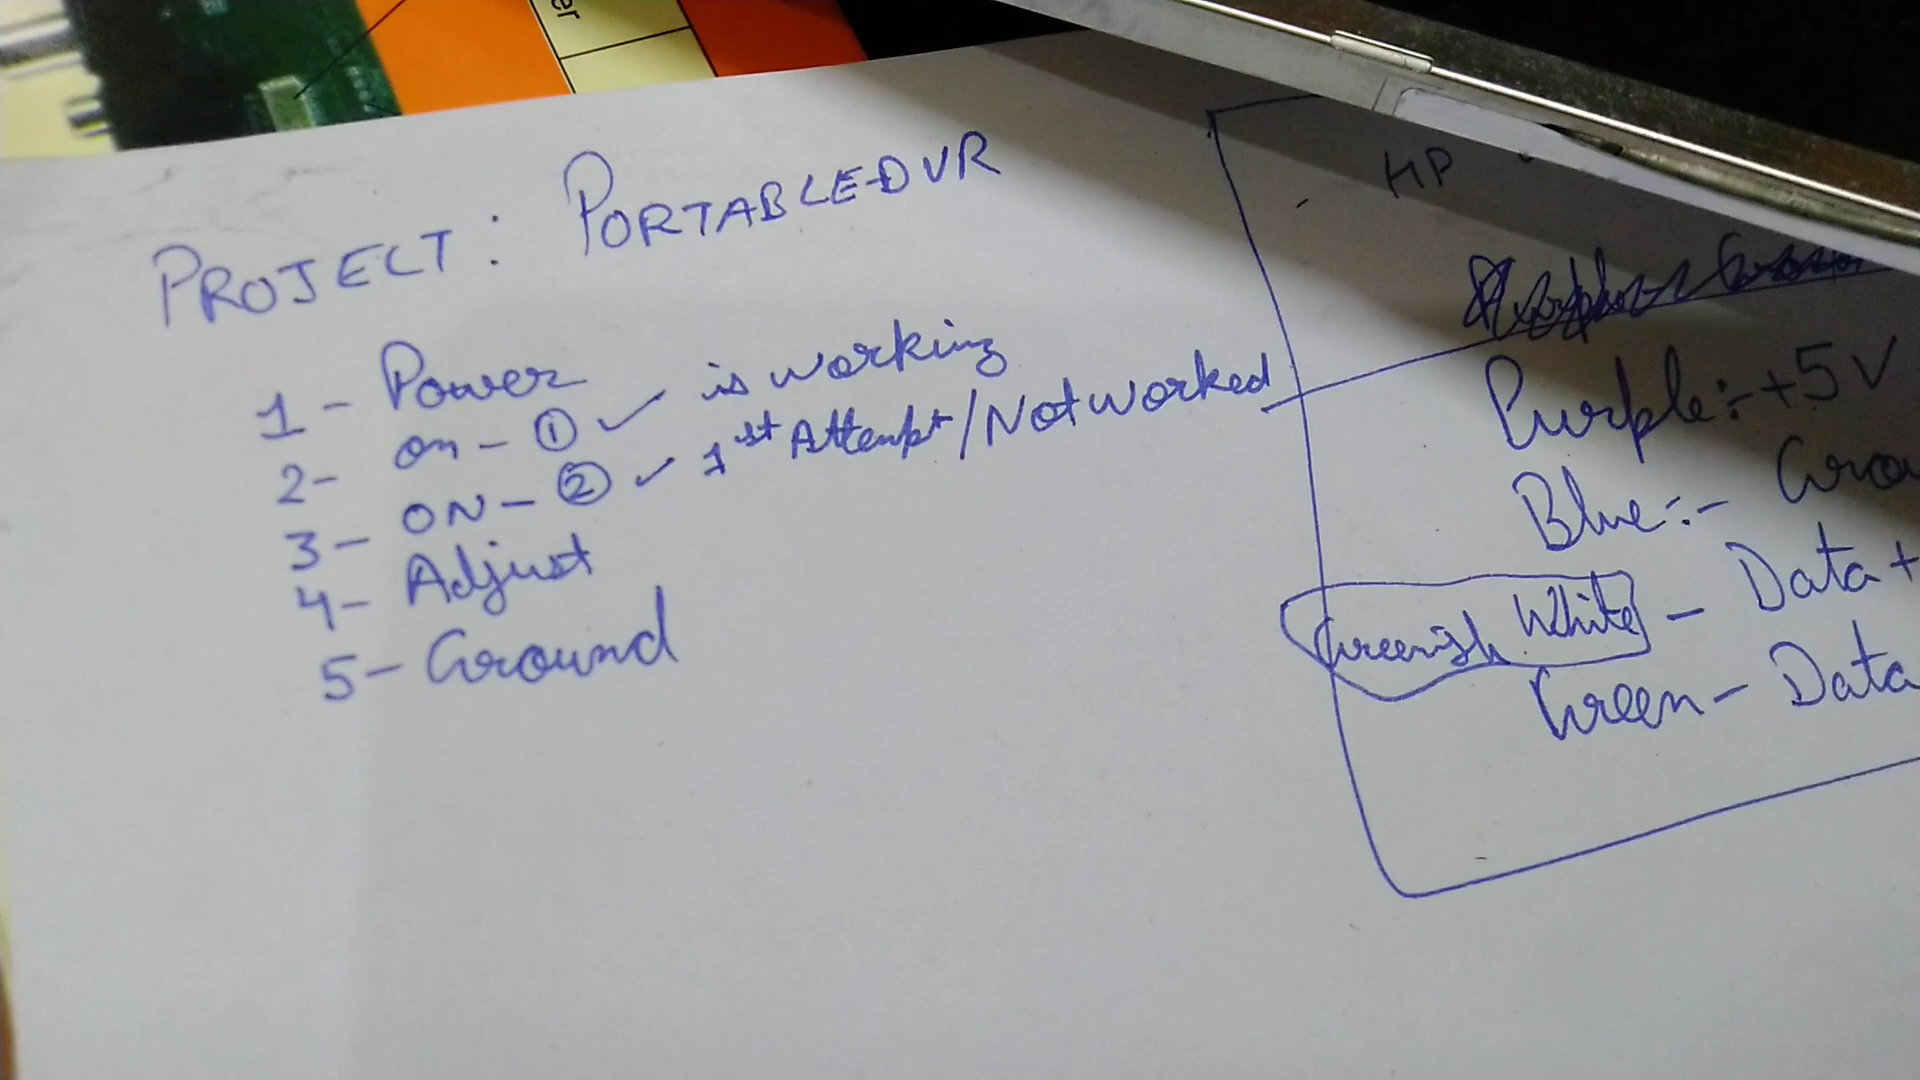 er
PROJECT: PORTABLE-DVR
1- Power
2- on - ① ✓ is working
3- ON - ② ✓ 1st Attempt/Not worked
4- Adjust
5- Ground
HP
Purple:- +5V
Blue:- Grou
Greenish White - Data +
Green - Data